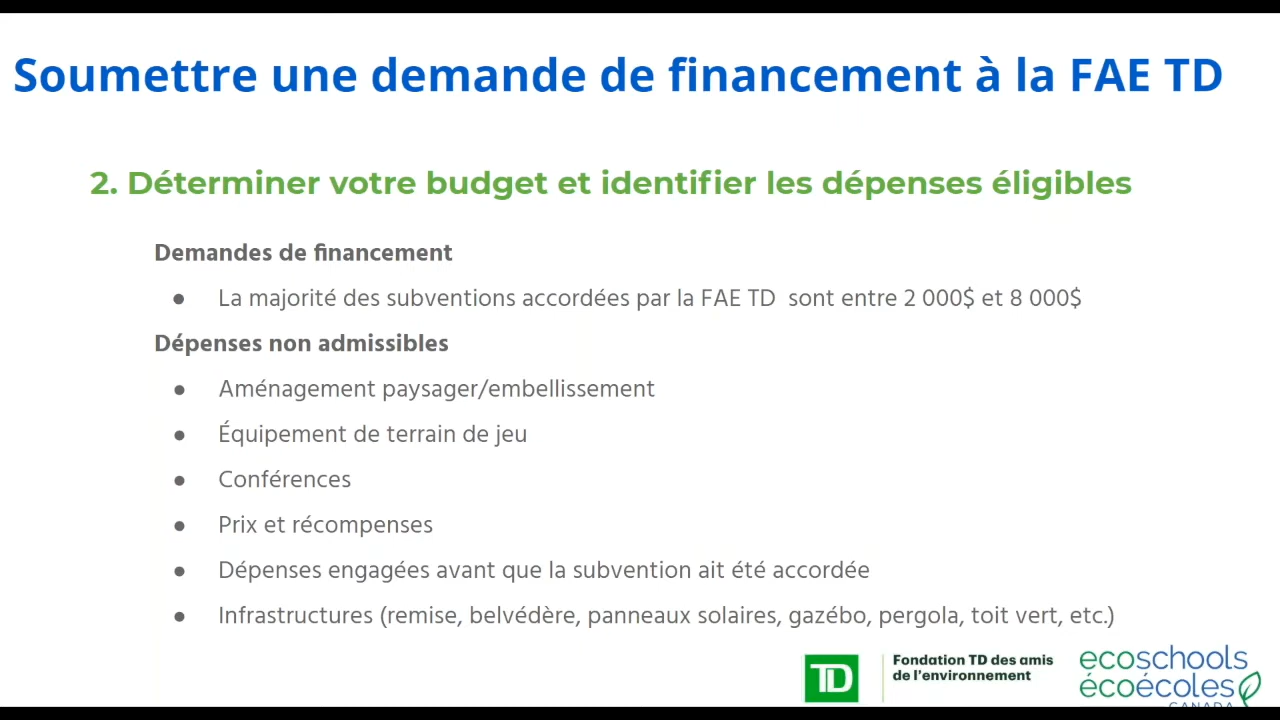 Soumettre une demande de financement à la FAE TD
2. Déterminer votre budget et identifier les dépenses éligibles
Demandes de financement
● La majorité des subventions accordées par la FAE TD sont entre 2 000$ et 8 000$
Dépenses non admissibles
● Aménagement paysager/embellissement
● Équipement de terrain de jeu
● Conférences
● Prix et récompenses
● Dépenses engagées avant que la subvention ait été accordée
● Infrastructures (remise, belvédère, panneaux solaires, gazébo, pergola, toit vert, etc.)
TD
Fondation TD des amis
de l'environnement
ecoschools
écoécoles
CANADA